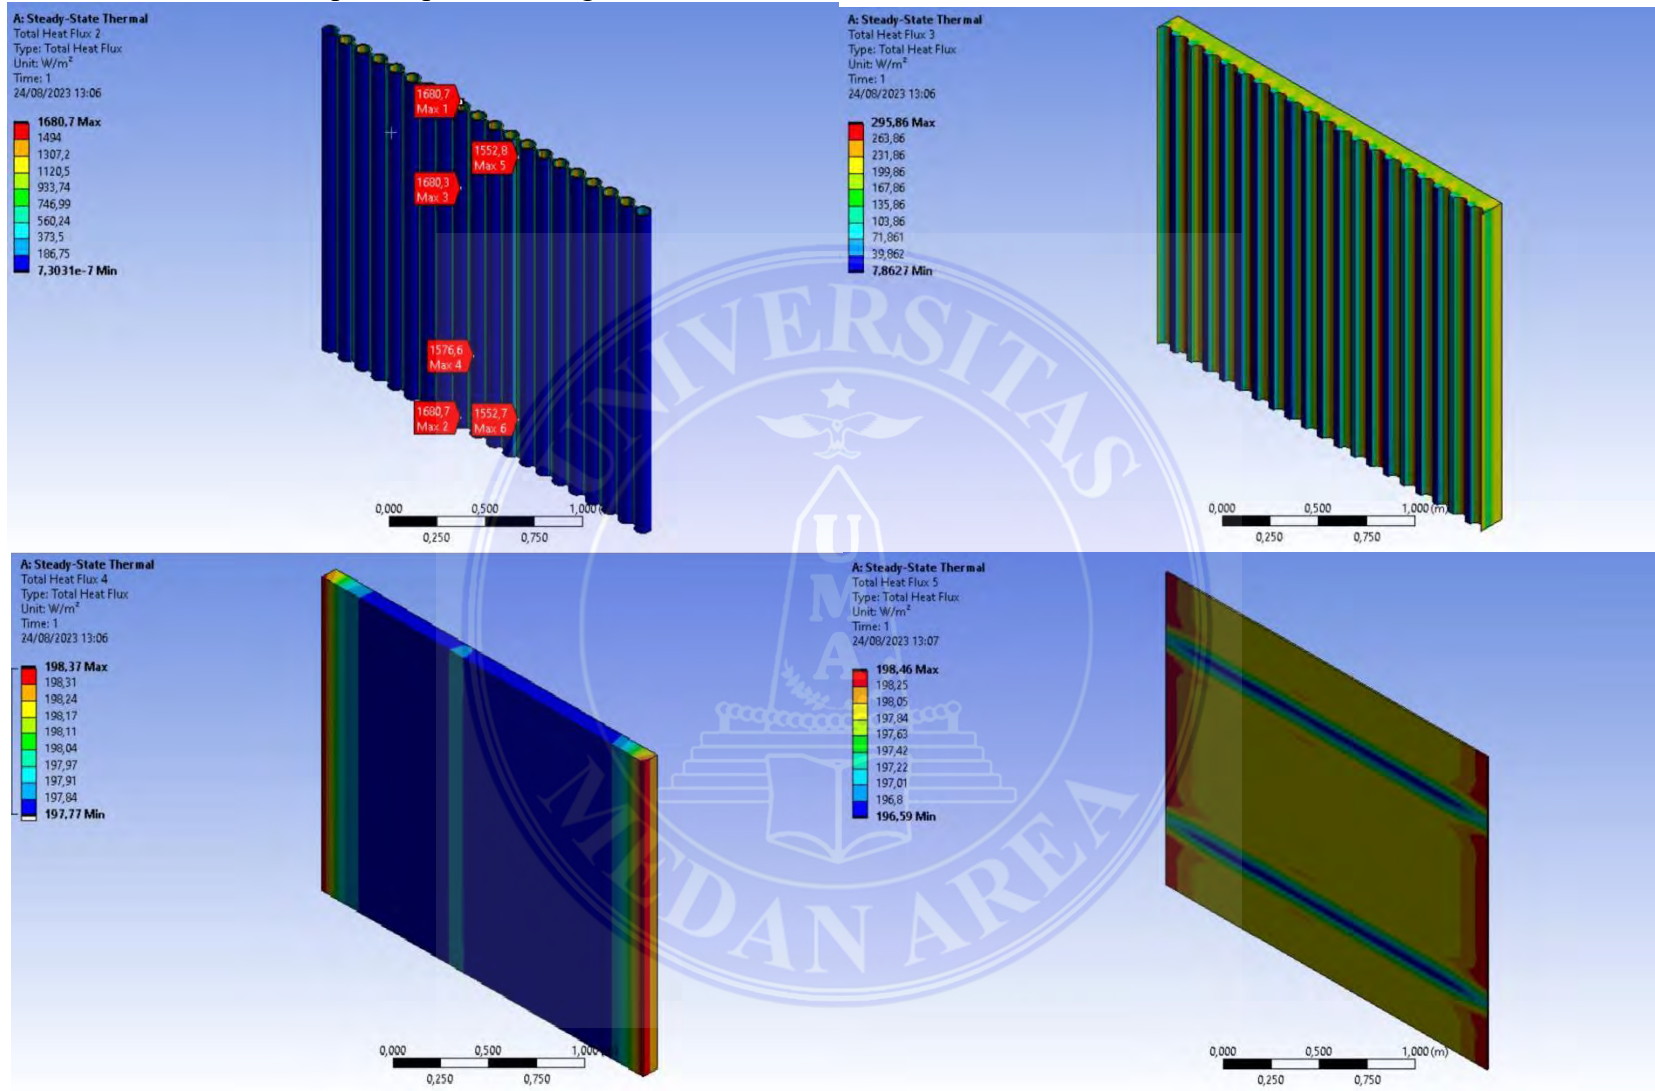 A: Steady-State Thermal
Total Heat Flux 2
Type: Total Heat Flux
Unit: W/m²
Time: 1
24/08/2023 13:06
1680,7 Max
1494
1307,2
1120,5
933,74
746,99
560,24
373,5
186,75
7,3031e-7 Min
1680,7
Max 1
1552,8
Max 5
1680,3
Max 3
1576,6
Max 4
1680,7
Max 2
1552,7
Max 6
0,000 0,500 1,000
0,250 0,750
A: Steady-State Thermal
Total Heat Flux 3
Type: Total Heat Flux
Unit: W/m²
Time: 1
24/08/2023 13:06
295,86 Max
263,86
231,86
199,86
167,86
135,86
103,86
71,861
39,862
7,8627 Min
0,000 0,500 1,000 (m)
0,250 0,750
A: Steady-State Thermal
Total Heat Flux 4
Type: Total Heat Flux
Unit: W/m²
Time: 1
24/08/2023 13:06
198,37 Max
198,31
198,24
198,17
198,11
198,04
197,97
197,91
197,84
197,77 Min
0,000 0,500 1,000
0,250 0,750
A: Steady-State Thermal
Total Heat Flux 5
Type: Total Heat Flux
Unit: W/m²
Time: 1
24/08/2023 13:07
198,46 Max
198,25
198,05
197,84
197,63
197,42
197,22
197,01
196,8
196,59 Min
0,000 0,500 1,000 (m)
0,250 0,750
UNIVERSITAS
MEDAN AREA
U
M
A